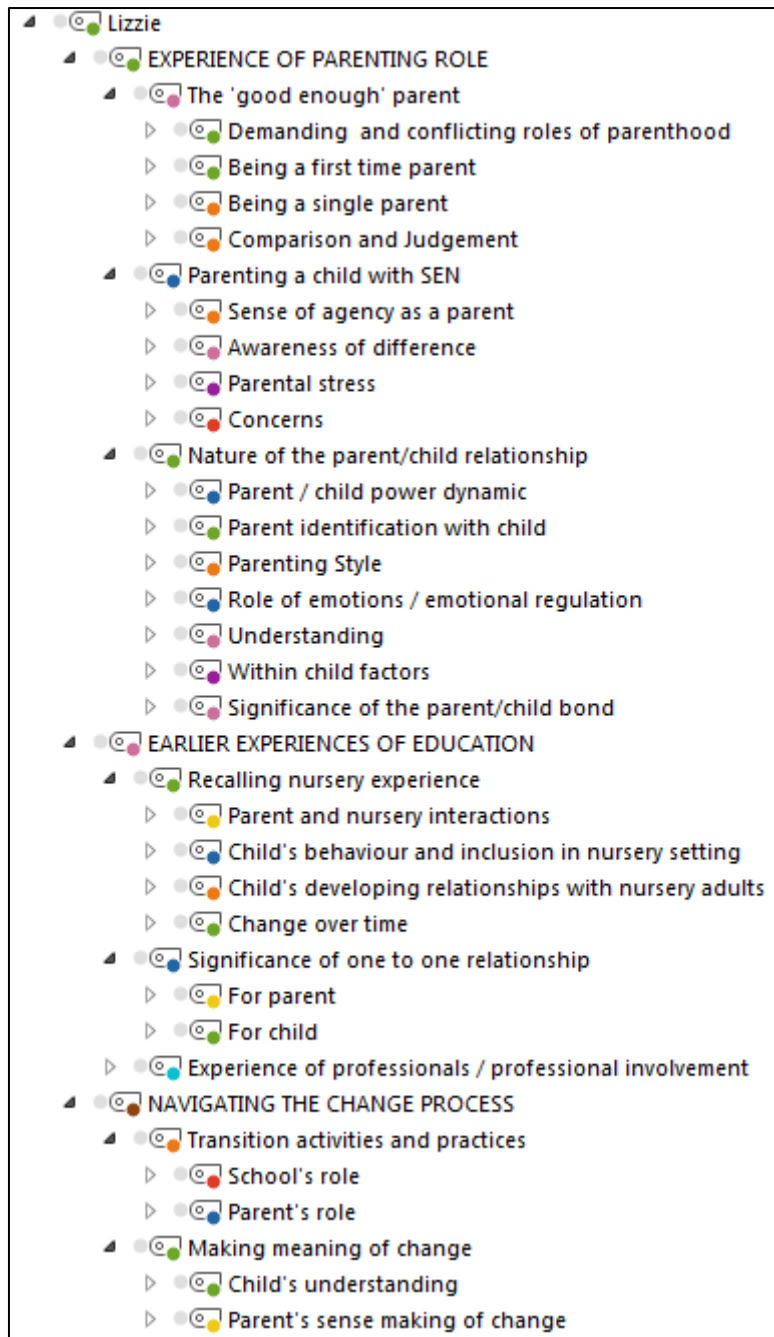 Lizzie
EXPERIENCE OF PARENTING ROLE
The 'good enough' parent
Demanding and conflicting roles of parenthood
Being a first time parent
Being a single parent
Comparison and Judgement
Parenting a child with SEN
Sense of agency as a parent
Awareness of difference
Parental stress
Concerns
Nature of the parent/child relationship
Parent / child power dynamic
Parent identification with child
Parenting Style
Role of emotions / emotional regulation
Understanding
Within child factors
Significance of the parent/child bond
EARLIER EXPERIENCES OF EDUCATION
Recalling nursery experience
Parent and nursery interactions
Child's behaviour and inclusion in nursery setting
Child's developing relationships with nursery adults
Change over time
Significance of one to one relationship
For parent
For child
Experience of professionals / professional involvement
NAVIGATING THE CHANGE PROCESS
Transition activities and practices
School's role
Parent's role
Making meaning of change
Child's understanding
Parent's sense making of change